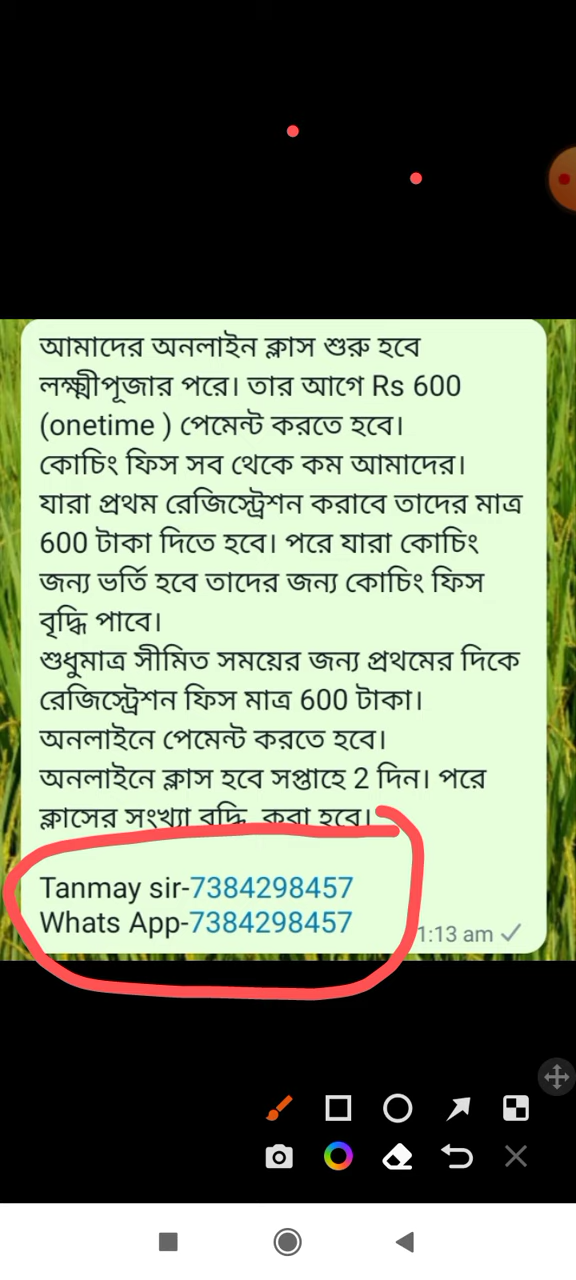 আমাদের অনলাইন ক্লাস শুরু হবে
লক্ষ্মীপূজার পরে। তার আগে Rs 600
(onetime ) পেমেন্ট করতে হবে।
কোচিং ফিস সব থেকে কম আমাদের।
যারা প্রথম রেজিস্ট্রেশন করাবে তাদের মাত্র
600 টাকা দিতে হবে। পরে যারা কোচিং
জন্য ভর্তি হবে তাদের জন্য কোচিং ফিস
বৃদ্ধি পাবে।
শুধুমাত্র সীমিত সময়ের জন্য প্রথমের দিকে
রেজিস্ট্রেশন ফিস মাত্র 600 টাকা।
অনলাইনে পেমেন্ট করতে হবে।
অনলাইনে ক্লাস হবে সপ্তাহে 2 দিন। পরে
ক্লাসের সংখ্যা বৃদ্ধি করা হবে।
Tanmay sir-7384298457
Whats App-7384298457
1:13 am